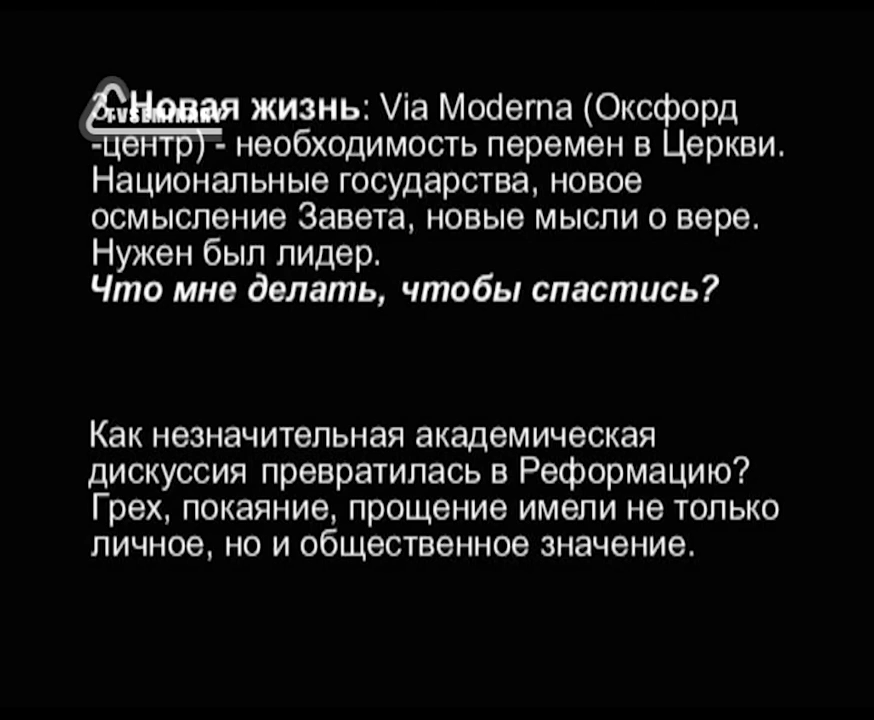 TVSEMINARY
Новая жизнь: Via Moderna (Оксфорд
-центр) - необходимость перемен в Церкви.
Национальные государства, новое
осмысление Завета, новые мысли о вере.
Нужен был лидер.
Что мне делать, чтобы спастись?
Как незначительная академическая
дискуссия превратилась в Реформацию?
Грех, покаяние, прощение имели не только
личное, но и общественное значение.